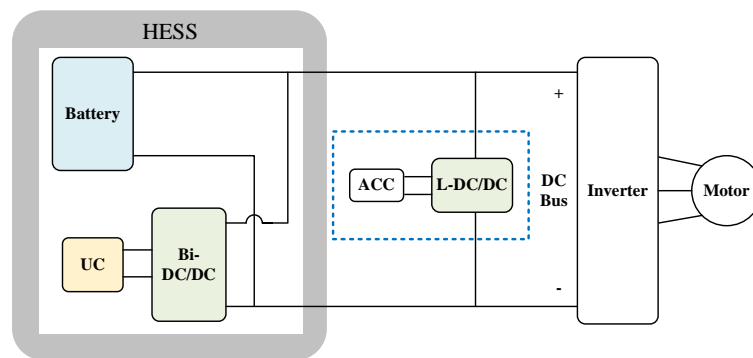 HESS
Battery
UC
Bi-
DC/DC
ACC
L-DC/DC
+
DC
Bus
-
Inverter
Motor